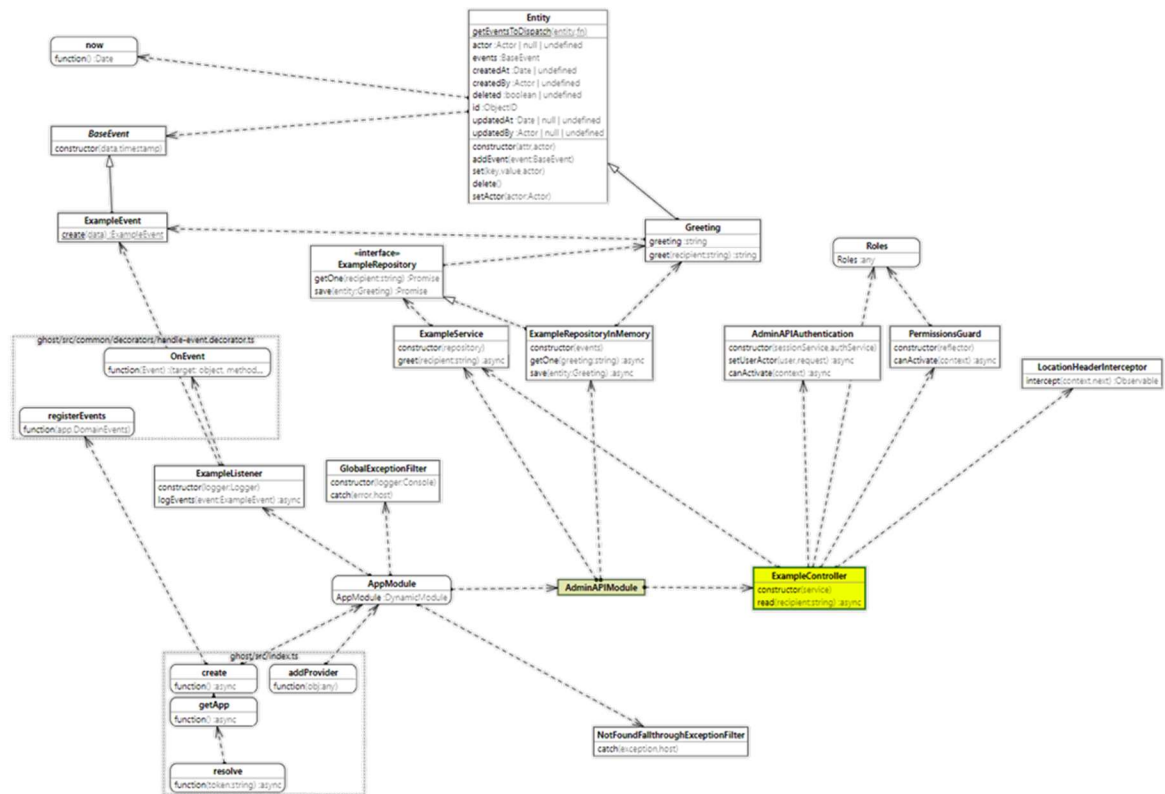 Entity
getEventsToDispatch(entity.fn)
actor :Actor | null | undefined
events :BaseEvent
createdAt :Date | undefined
createdBy :Actor | undefined
deleted :boolean | undefined
id :ObjectID
updatedAt :Date | null | undefined
updatedBy :Actor | null | undefined
constructor(attr,actor)
addEvent(event:BaseEvent)
set(key,value,actor)
delete()
setActor(actor:Actor)
now
function() :Date
BaseEvent
constructor(data,timestamp)
ExampleEvent
create(data) :ExampleEvent
Greeting
greeting :string
greet(recipient:string) :string
«interface»
ExampleRepository
getOne(recipient:string) :Promise
save(entity:Greeting) :Promise
Roles
Roles :any
ExampleService
constructor(repository)
greet(recipient:string) :async
ExampleRepositoryInMemory
constructor(events)
getOne(greeting:string) :async
save(entity:Greeting) :async
AdminAPIAuthentication
constructor(sessionService,authService)
setUserActor(user,request) :async
canActivate(context) :async
PermissionsGuard
constructor(reflector)
canActivate(context) :async
LocationHeaderInterceptor
intercept(context,next) :Observable
ghost/src/common/decorators/handle-event.decorator.ts
OnEvent
function(Event) :(target: object, method...
registerEvents
function(app,DomainEvents)
ExampleListener
constructor(logger:Logger)
logEvents(event:ExampleEvent) :async
GlobalExceptionFilter
constructor(logger:Console)
catch(error,host)
AppModule
AppModule :DynamicModule
AdminAPIModule
ExampleController
constructor(service)
read(recipient:string) :async
ghost/src/index.ts
create
function() :async
addProvider
function(obj:any)
getApp
function() :async
resolve
function(token:string) :async
NotFoundFallthroughExceptionFilter
catch(exception,host)